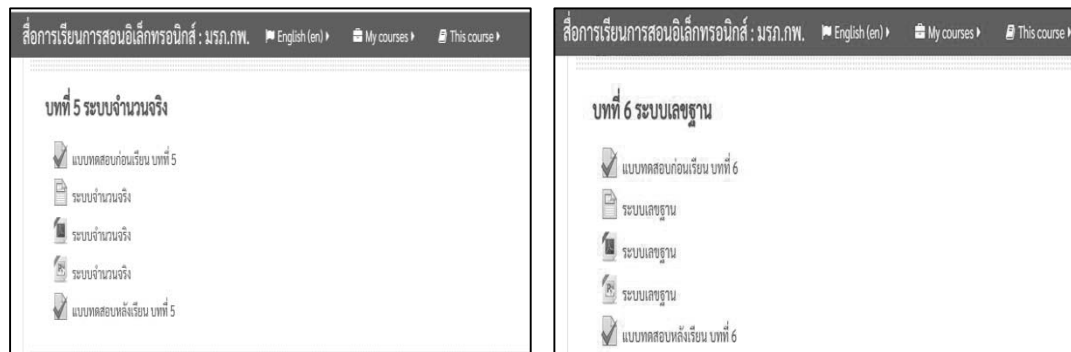 สื่อการเรียนการสอนอิเล็กทรอนิกส์ : มรภ.กพ. English (en) My courses This course
บทที่ 5 ระบบจำนวนจริง
แบบทดสอบก่อนเรียน บทที่ 5
ระบบจำนวนจริง
ระบบจำนวนจริง
ระบบจำนวนจริง
แบบทดสอบหลังเรียน บทที่ 5
สื่อการเรียนการสอนอิเล็กทรอนิกส์ : มรภ.กพ. English (en) My courses This course
บทที่ 6 ระบบเลขฐาน
แบบทดสอบก่อนเรียน บทที่ 6
ระบบเลขฐาน
ระบบเลขฐาน
ระบบเลขฐาน
แบบทดสอบหลังเรียน บทที่ 6